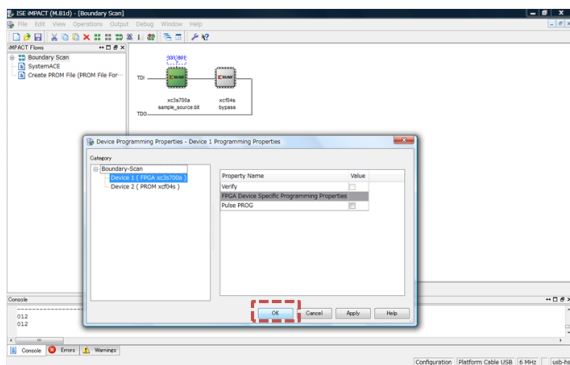 ISE iMPACT (M.81d) - [Boundary Scan]
File Edit View Operations Output Debug Window Help
iMPACT Flows
Boundary Scan
SystemACE
Create PROM File (PROM File For...
TDI
TDO
xc3s700a
sample_source.bit
xcf04s
bypass
Device Programming Properties - Device 1 Programming Properties
Category
Boundary-Scan
Device 1 ( FPGA xc3s700a )
Device 2 ( PROM xcf04s )
Property Name Value
Verify
FPGA Device Specific Programming Properties
Pulse PROG
OK Cancel Apply Help
Console
012
012
Console Errors Warnings
Configuration Platform Cable USB 6 MHz usb-hs